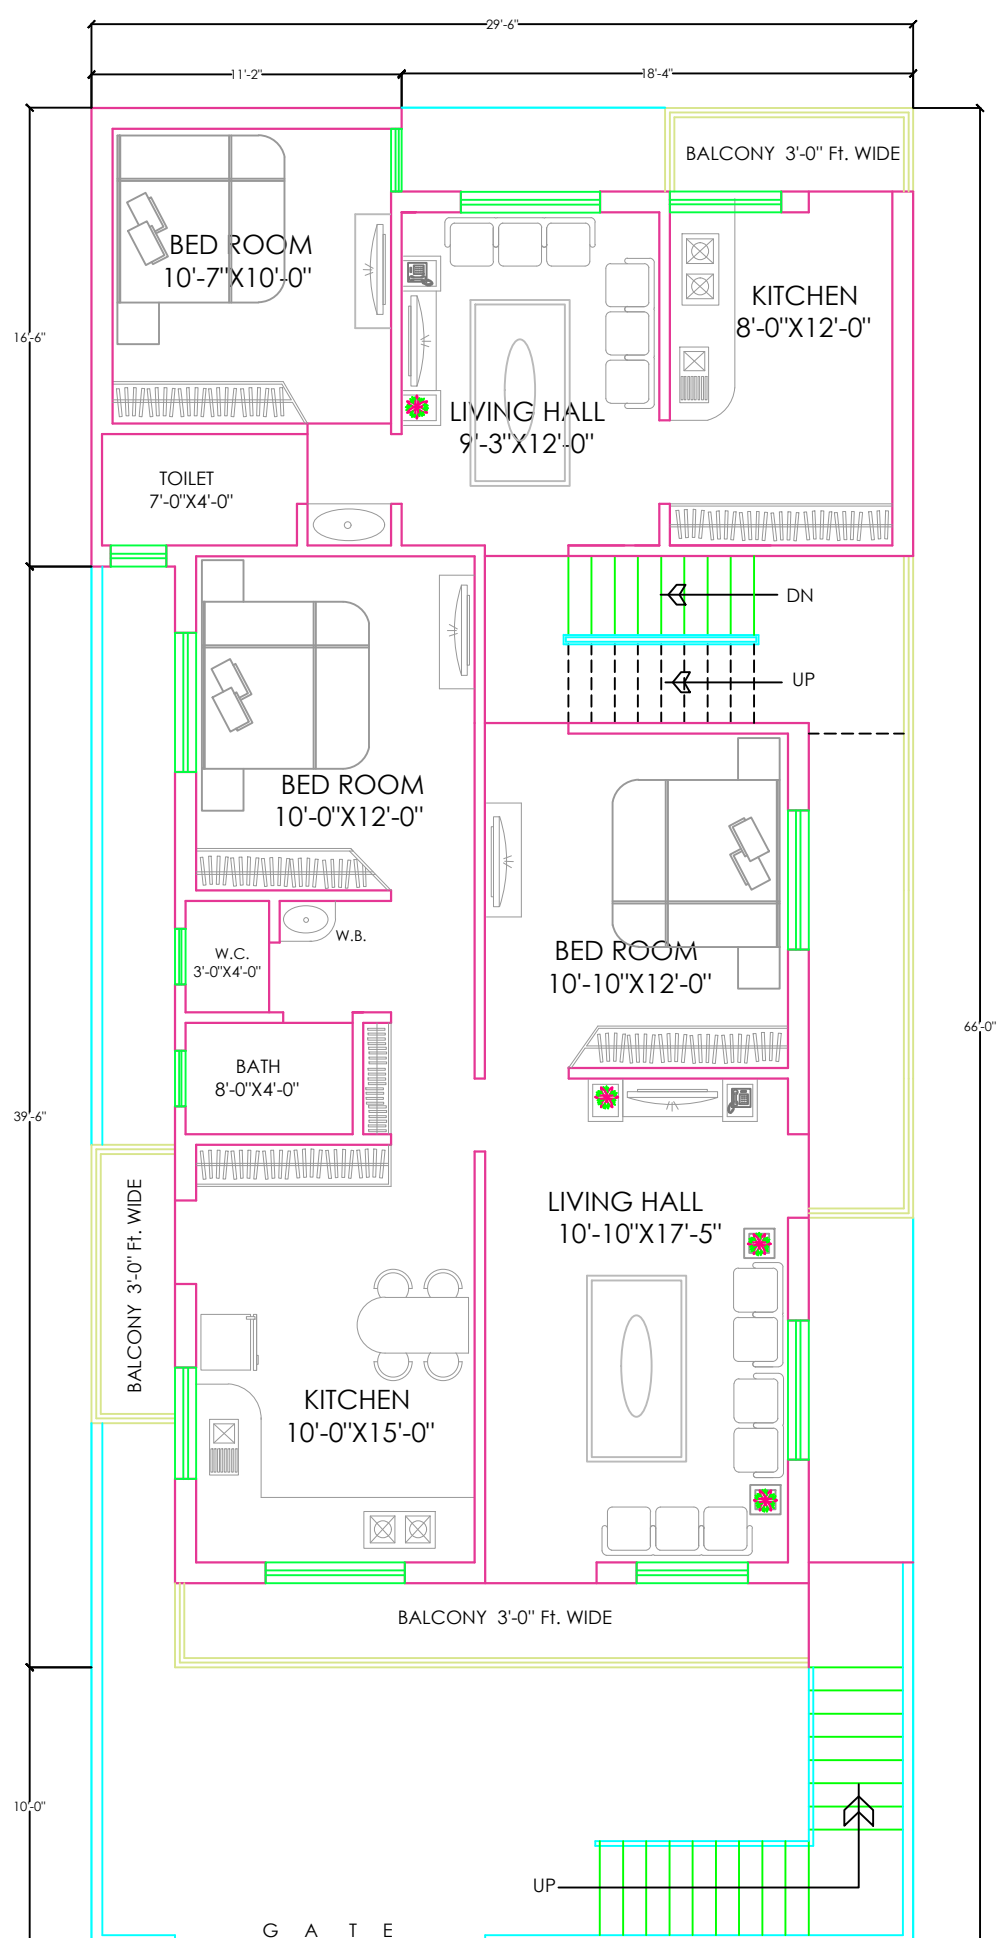 29'-6"
11'-2"
18'-4"
BALCONY 3'-0" Ft. WIDE
BED ROOM
10'-7"X10'-0"
KITCHEN
8'-0"X12'-0"
16'-6"
LIVING HALL
9'-3"X12'-0"
TOILET
7'-0"X4'-0"
DN
UP
BED ROOM
10'-0"X12'-0"
W.B.
W.C.
3'-0"X4'-0"
BED ROOM
10'-10"X12'-0"
66'-0"
BATH
8'-0"X4'-0"
39'-6"
BALCONY 3'-0" Ft. WIDE
LIVING HALL
10'-10"X17'-5"
KITCHEN
10'-0"X15'-0"
BALCONY 3'-0" Ft. WIDE
10'-0"
UP
G A T E